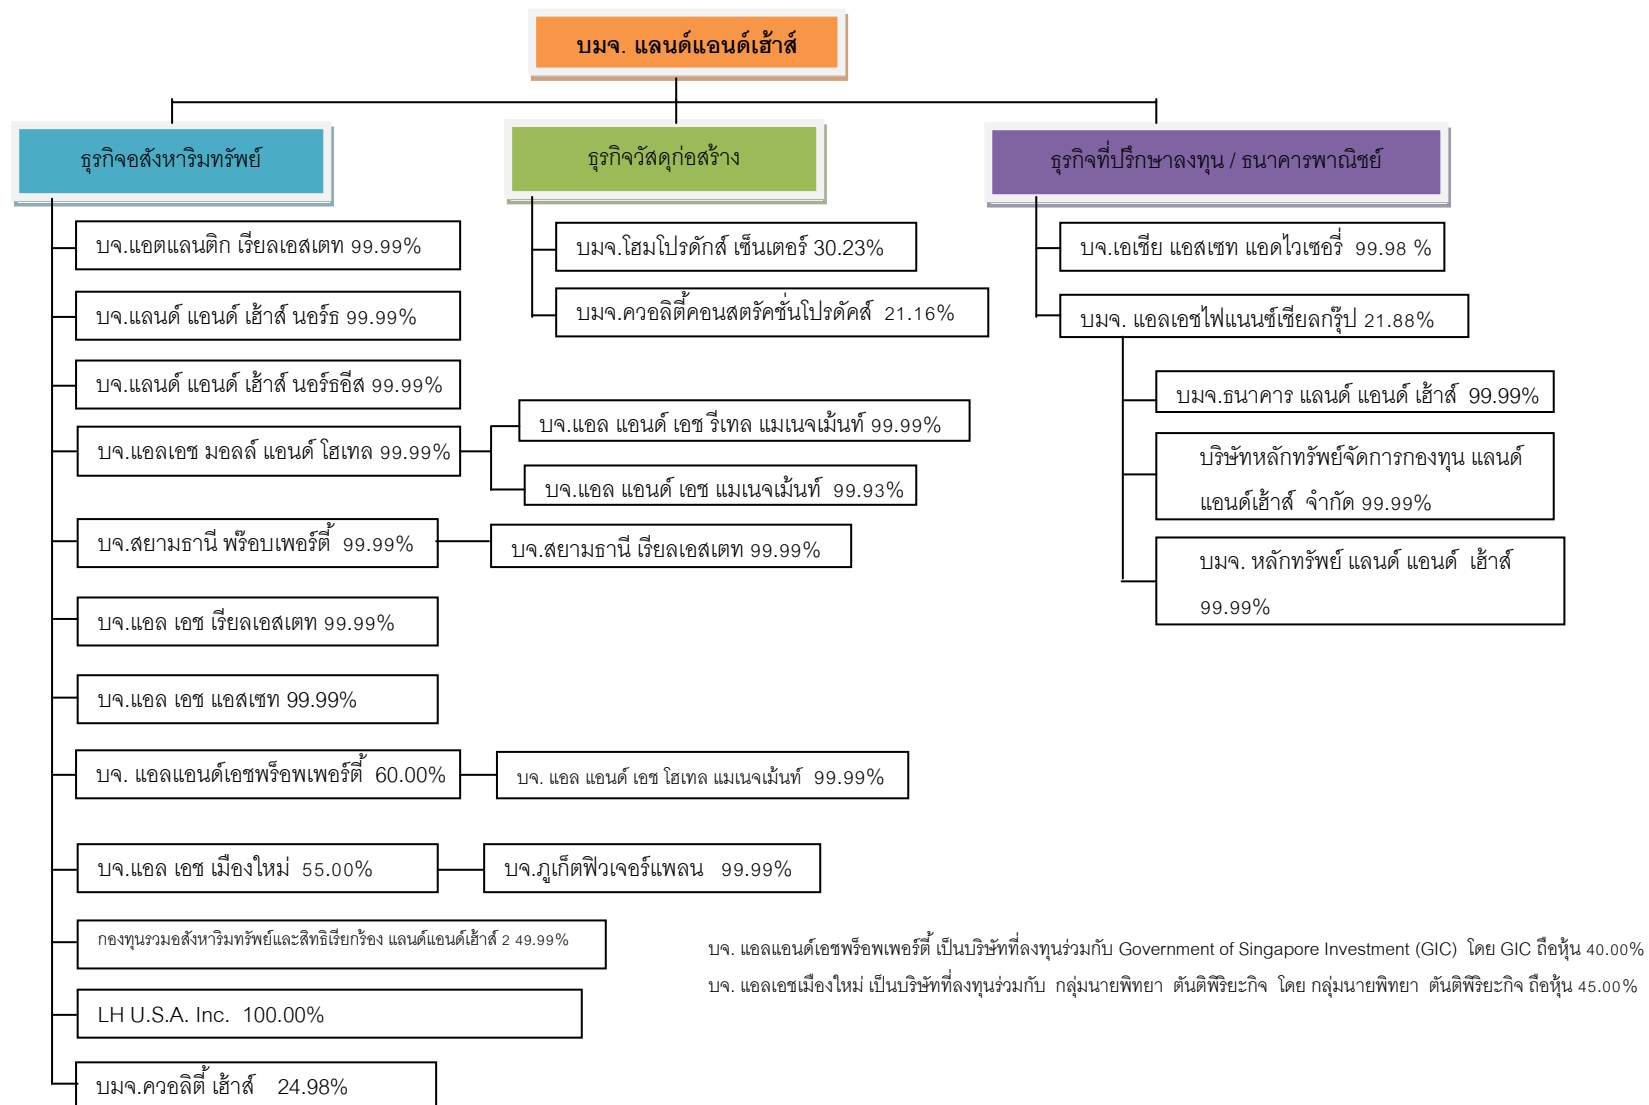 บมจ. แลนด์แอนด์เฮ้าส์
ธุรกิจอสังหาริมทรัพย์
บจ.แอตแลนติก เรียลเอสเตท 99.99%
บจ.แลนด์ แอนด์ เฮ้าส์ นอร์ธ 99.99%
บจ.แลนด์ แอนด์ เฮ้าส์ นอร์ธอีส 99.99%
บจ.แอลเอช มอลล์ แอนด์ โฮเทล 99.99%
บจ.แอล แอนด์ เอช รีเทล แมเนจเม้นท์ 99.99%
บจ.แอล แอนด์ เอช แมเนจเม้นท์ 99.93%
บจ.สยามธานี พร๊อบเพอร์ตี้ 99.99%
บจ.สยามธานี เรียลเอสเตท 99.99%
บจ.แอล เอช เรียลเอสเตท 99.99%
บจ.แอล เอช แอสเซท 99.99%
บจ. แอลแอนด์เอชพร็อพเพอร์ตี้ 60.00%
บจ. แอล แอนด์ เอช โฮเทล แมเนจเม้นท์ 99.99%
บจ.แอล เอช เมืองใหม่ 55.00%
บจ.ภูเก็ตฟิวเจอร์แพลน 99.99%
กองทุนรวมอสังหาริมทรัพย์และสิทธิเรียกร้อง แลนด์แอนด์เฮ้าส์ 2 49.99%
LH U.S.A. Inc. 100.00%
บมจ.ควอลิตี้ เฮ้าส์ 24.98%
ธุรกิจวัสดุก่อสร้าง
บมจ.โฮมโปรดักส์ เซ็นเตอร์ 30.23%
บมจ.ควอลิตี้คอนสตรัคชั่นโปรดัคส์ 21.16%
ธุรกิจที่ปรึกษาลงทุน / ธนาคารพาณิชย์
บจ.เอเชีย แอสเซท แอดไวเซอรี่ 99.98 %
บมจ. แอลเอชไฟแนนซ์เชียลกรุ๊ป 21.88%
บมจ.ธนาคาร แลนด์ แอนด์ เฮ้าส์ 99.99%
บริษัทหลักทรัพย์จัดการกองทุน แลนด์
แอนด์เฮ้าส์ จำกัด 99.99%
บมจ. หลักทรัพย์ แลนด์ แอนด์ เฮ้าส์
99.99%
บจ. แอลแอนด์เอชพร็อพเพอร์ตี้ เป็นบริษัทที่ลงทุนร่วมกับ Government of Singapore Investment (GIC) โดย GIC ถือหุ้น 40.00%
บจ. แอลเอชเมืองใหม่ เป็นบริษัทที่ลงทุนร่วมกับ กลุ่มนายพิทยา ตันติพิริยะกิจ โดย กลุ่มนายพิทยา ตันติพิริยะกิจ ถือหุ้น 45.00%